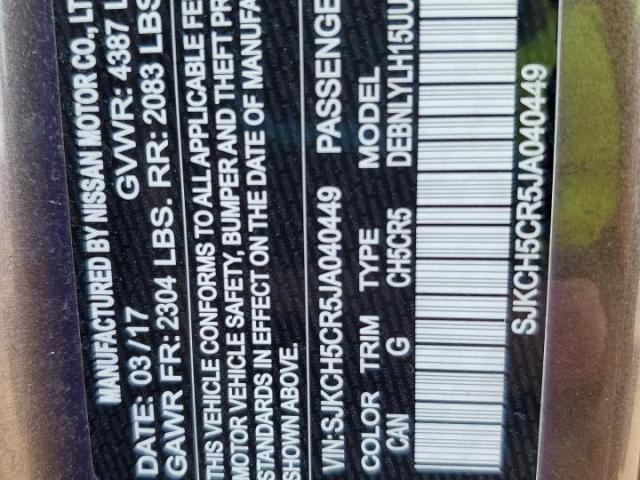 MANUFACTURED BY NISSAN MOTOR CO., LT
DATE: 03 /17 GVWR: 4387 L
GAWR FR: 2304 LBS. RR: 2083 LBS
THIS VEHICLE CONFORMS TO ALL APPLICABLE FE
MOTOR VEHICLE SAFETY, BUMPER AND THEFT PR
STANDARDS IN EFFECT ON THE DATE OF MANUFA
SHOWN ABOVE.
VIN:SJKCH5CR5JA040449 PASSENGE
COLOR TRIM TYPE MODEL
CAN G CH5CR5 DEBNLYLH15UU
SJKCH5CR5JA040449